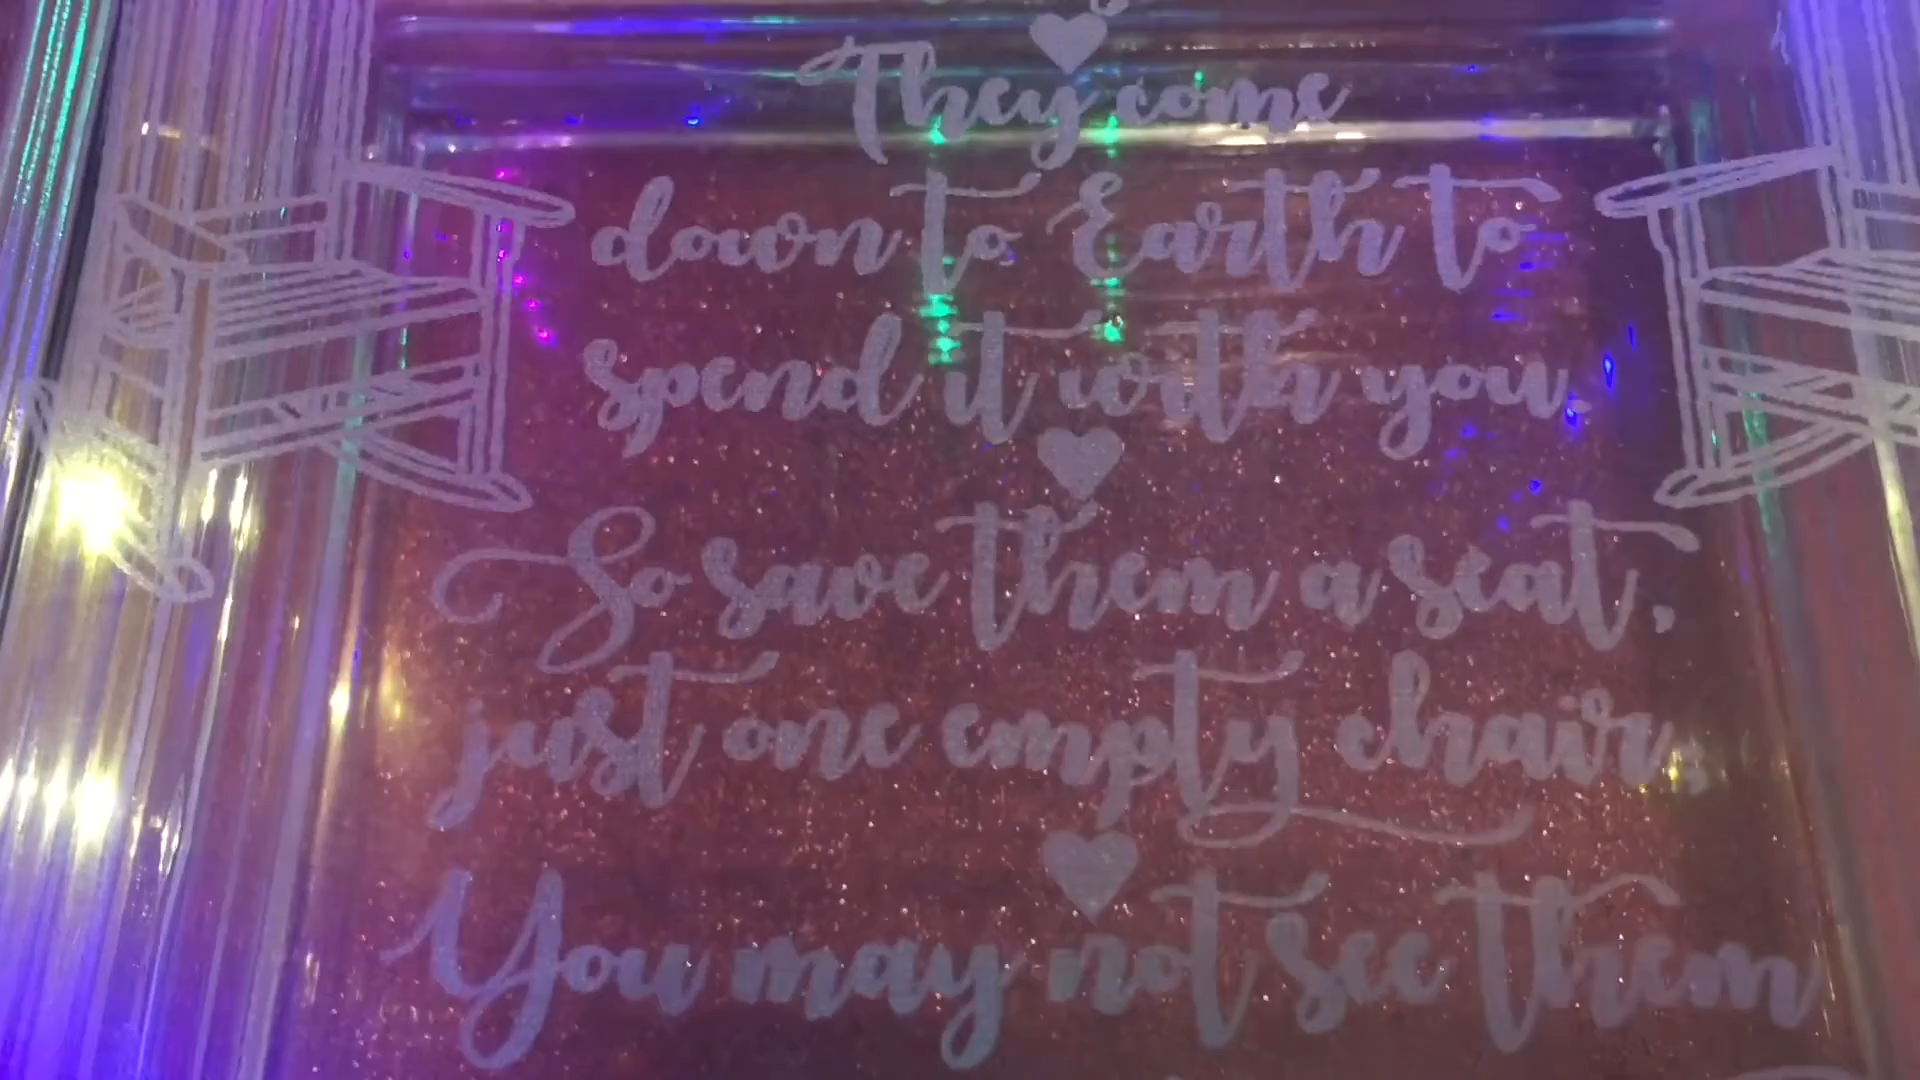 They come
down to Earth to
spend it with you.
So save them a seat,
just one empty chair,
You may not see them